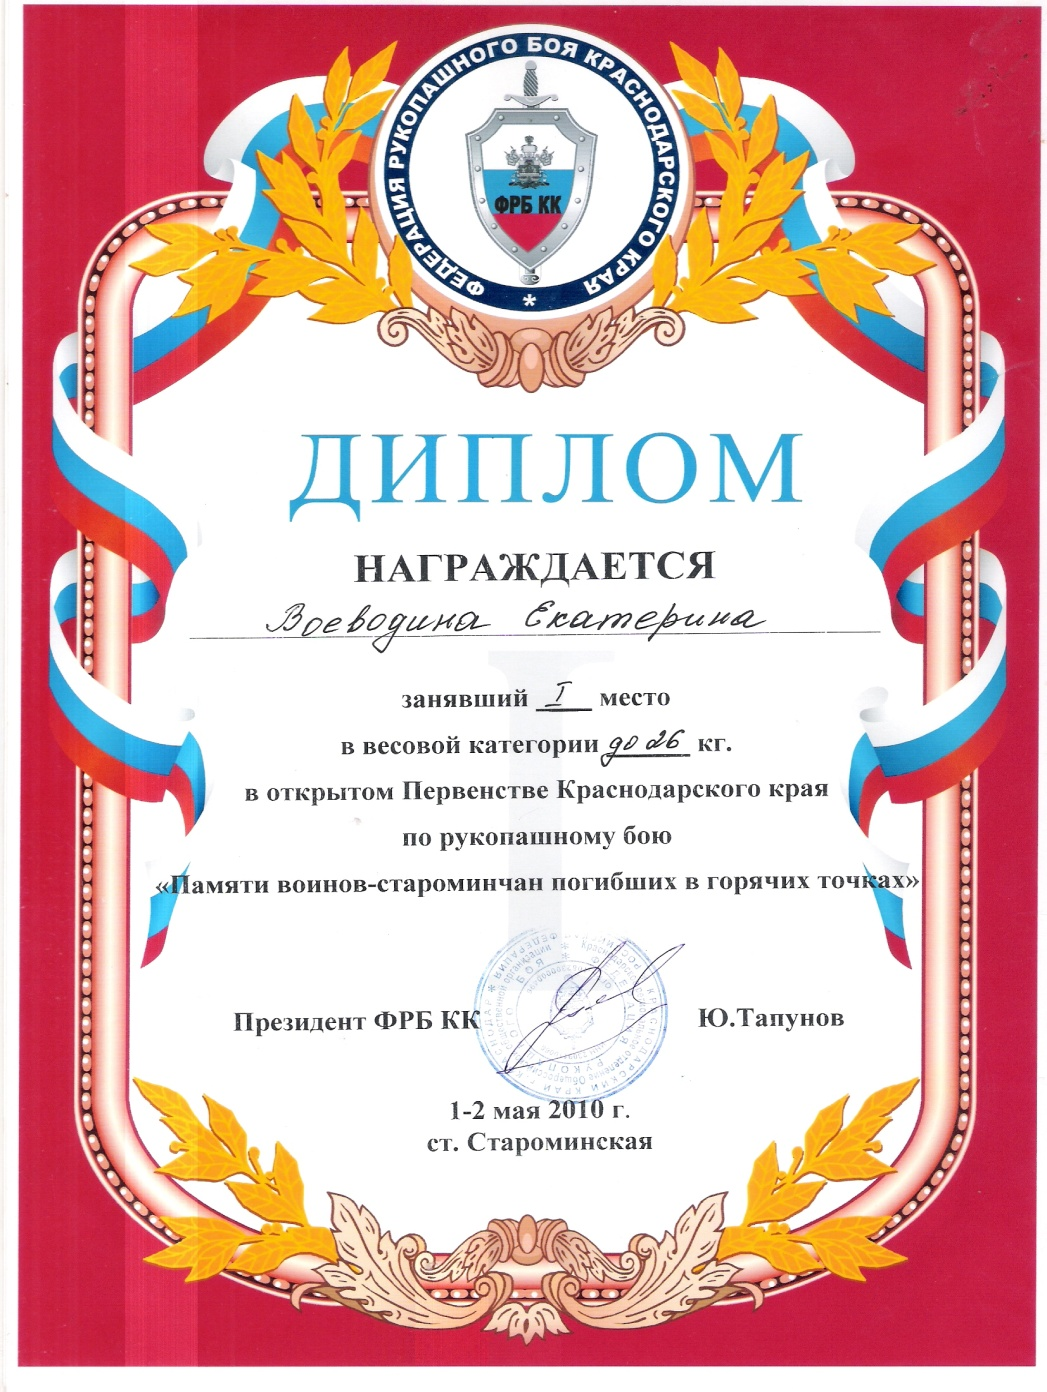 ФЕДЕРАЦИЯ РУКОПАШНОГО БОЯ КРАСНОДАРСКОГО КРАЯ
*
ФРБ КК
ДИПЛОМ
НАГРАЖДАЕТСЯ
Воеводина Екатерина
занявший I место
в весовой категории до 26 кг.
в открытом Первенстве Краснодарского края
по рукопашному бою
«Памяти воинов-староминчан погибших в горячих точках»
Президент ФРБ КК Ю.Тапунов
1-2 мая 2010 г.
ст. Староминская